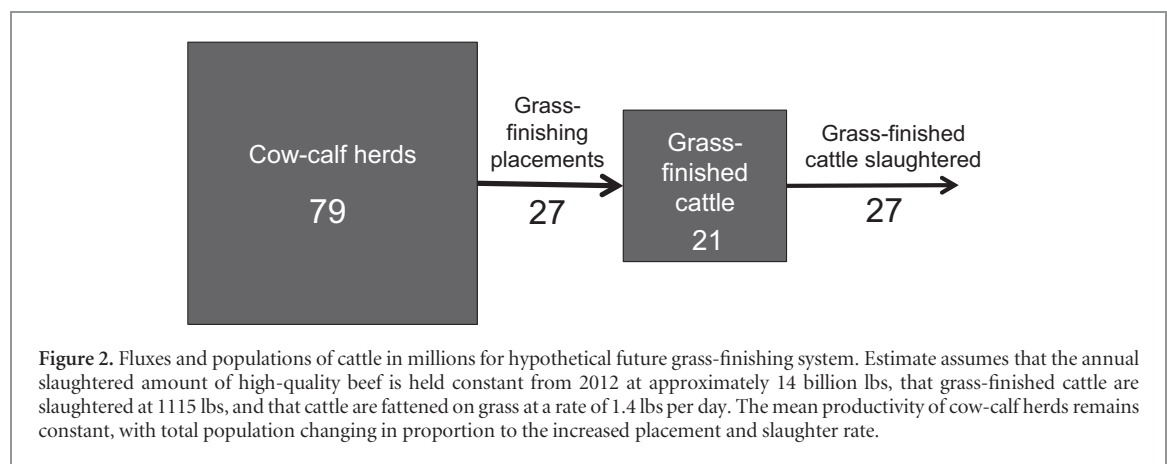 Cow-calf herds
79
Grass-
finishing
placements
27
Grass-
finished
cattle
21
Grass-finished
cattle slaughtered
27
Figure 2. Fluxes and populations of cattle in millions for hypothetical future grass-finishing system. Estimate assumes that the annual
slaughtered amount of high-quality beef is held constant from 2012 at approximately 14 billion lbs, that grass-finished cattle are
slaughtered at 1115 lbs, and that cattle are fattened on grass at a rate of 1.4 lbs per day. The mean productivity of cow-calf herds remains
constant, with total population changing in proportion to the increased placement and slaughter rate.